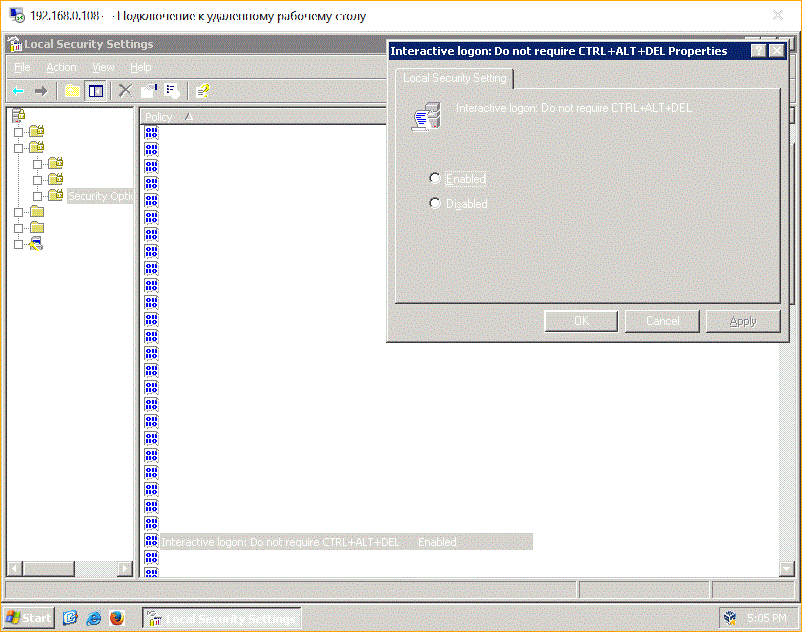 192.168.0.108 - Подключение к удаленному рабочему столу
Local Security Settings
File Action View Help
Policy
Security Optio
Interactive logon: Do not require CTRL+ALT+DEL Enabled
Interactive logon: Do not require CTRL+ALT+DEL Properties
Local Security Setting
Interactive logon: Do not require CTRL+ALT+DEL
Enabled
Disabled
OK Cancel Apply
Start Local Security Settings 5:05 PM